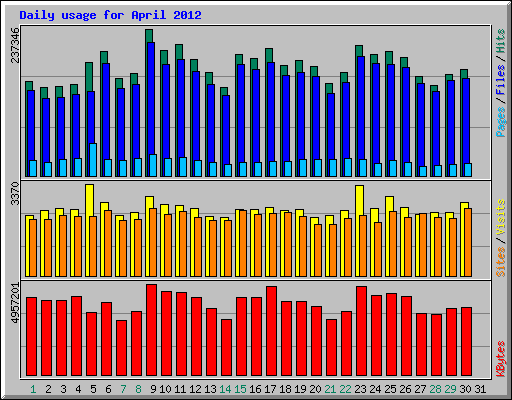 Daily usage for April 2012
237346
Pages / Files / Hits
3370
Sites / Visits
4957201
KBytes
1 2 3 4 5 6 7 8 9 10 11 12 13 14 15 16 17 18 19 20 21 22 23 24 25 26 27 28 29 30 31